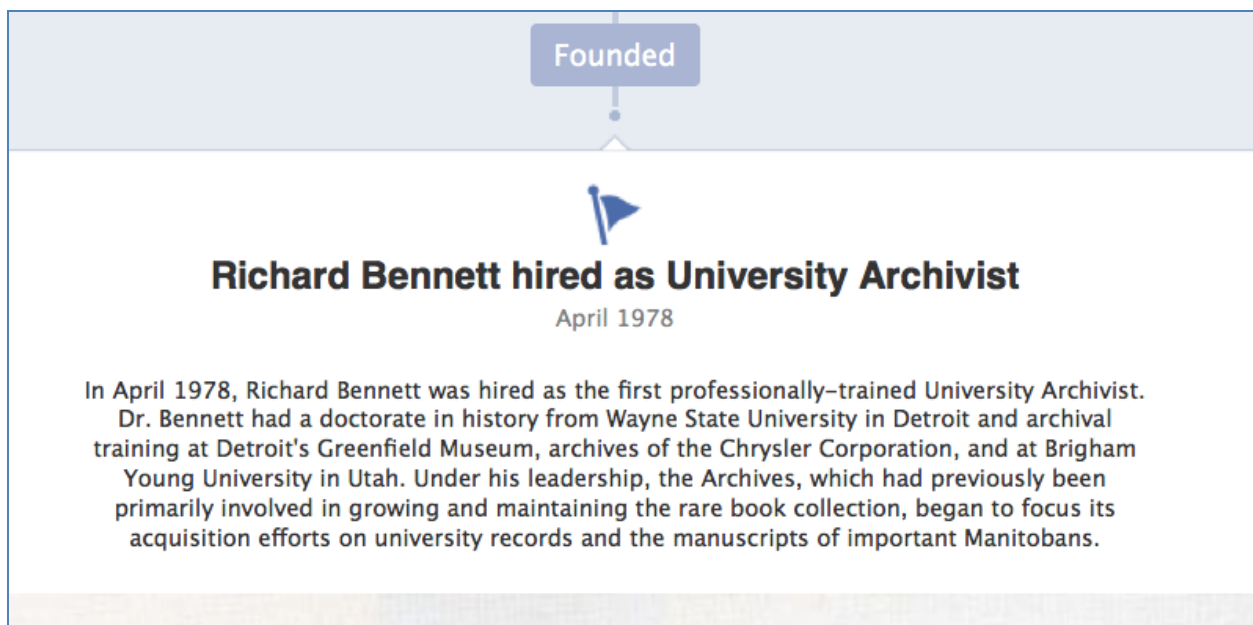 Founded
Richard Bennett hired as University Archivist
April 1978
In April 1978, Richard Bennett was hired as the first professionally-trained University Archivist.
Dr. Bennett had a doctorate in history from Wayne State University in Detroit and archival
training at Detroit's Greenfield Museum, archives of the Chrysler Corporation, and at Brigham
Young University in Utah. Under his leadership, the Archives, which had previously been
primarily involved in growing and maintaining the rare book collection, began to focus its
acquisition efforts on university records and the manuscripts of important Manitobans.